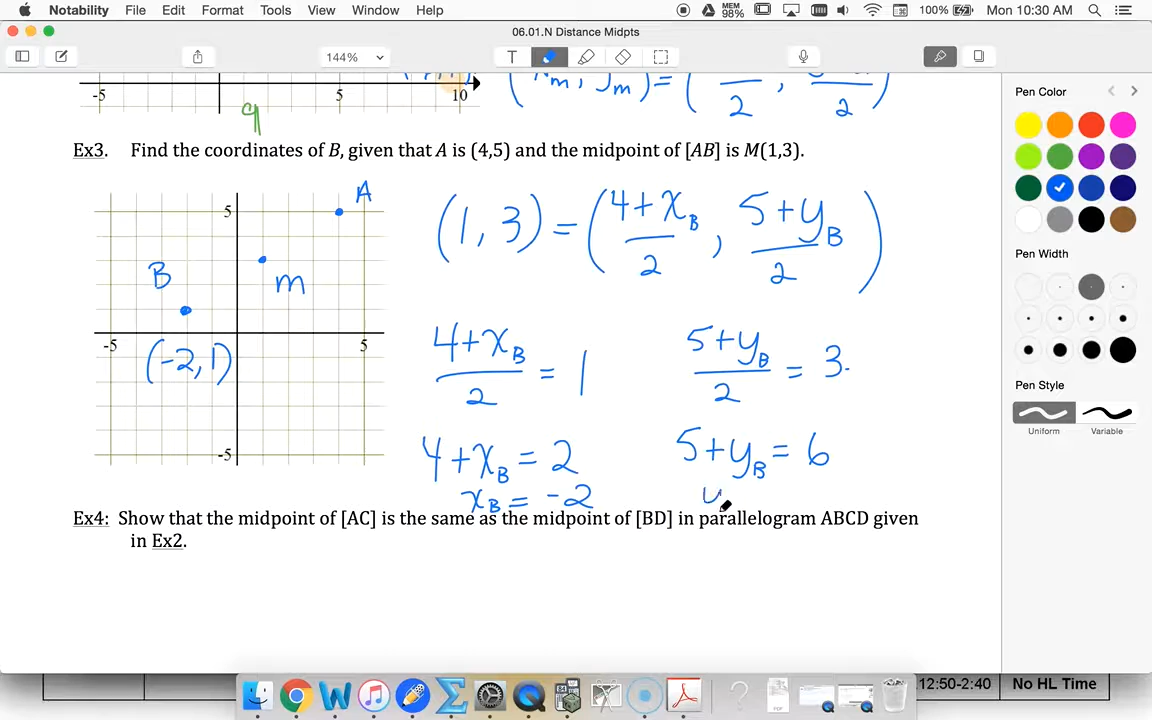 Notability File Edit Format Tools View Window Help MEM 98% 100% Mon 10:30 AM
06.01.N Distance Midpts
144% T
-5 5 10
2 , 2 )
9
Pen Color
Ex3. Find the coordinates of B, given that A is (4,5) and the midpoint of [AB] is M(1,3).
5 A
B m
-5 5
(-2,1)
-5
(1, 3) = (4+x_B/2, 5+y_B/2)
4+x_B/2 = 1 5+y_B/2 = 3.
4+x_B = 2 5+y_B = 6
x_B = -2
Pen Width
Pen Style
Uniform Variable
Ex4: Show that the midpoint of [AC] is the same as the midpoint of [BD] in parallelogram ABCD given
in Ex2.
12:50-2:40 No HL Time